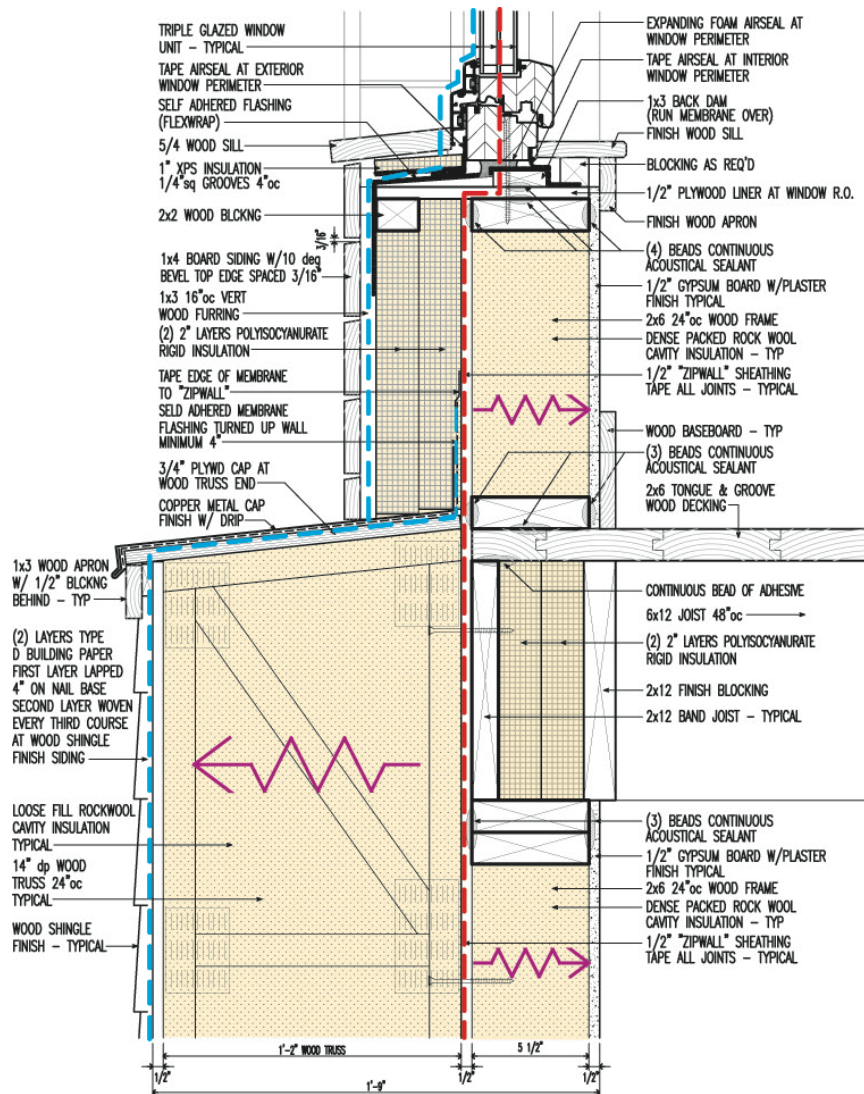 TRIPLE GLAZED WINDOW
UNIT - TYPICAL
TAPE AIRSEAL AT EXTERIOR
WINDOW PERIMETER
SELF ADHERED FLASHING
(FLEXWRAP)
5/4 WOOD SILL
1" XPS INSULATION
1/4"sq GROOVES 4"oc
2x2 WOOD BLCKNG
3/16"
1x4 BOARD SIDING W/10 deg
BEVEL TOP EDGE SPACED 3/16"
1x3 16"oc VERT
WOOD FURRING
(2) 2" LAYERS POLYISOCYANURATE
RIGID INSULATION
TAPE EDGE OF MEMBRANE
TO "ZIPWALL"
SELD ADHERED MEMBRANE
FLASHING TURNED UP WALL
MINIMUM 4"
3/4" PLYWD CAP AT
WOOD TRUSS END
COPPER METAL CAP
FINISH W/ DRIP
1x3 WOOD APRON
W/ 1/2" BLCKNG
BEHIND - TYP
(2) LAYERS TYPE
D BUILDING PAPER
FIRST LAYER LAPPED
4" ON NAIL BASE
SECOND LAYER WOVEN
EVERY THIRD COURSE
AT WOOD SHINGLE
FINISH SIDING
LOOSE FILL ROCKWOOL
CAVITY INSULATION
TYPICAL
14" dp WOOD
TRUSS 24"oc
TYPICAL
WOOD SHINGLE
FINISH - TYPICAL
EXPANDING FOAM AIRSEAL AT
WINDOW PERIMETER
TAPE AIRSEAL AT INTERIOR
WINDOW PERIMETER
1x3 BACK DAM
(RUN MEMBRANE OVER)
FINISH WOOD SILL
BLOCKING AS REQ'D
1/2" PLYWOOD LINER AT WINDOW R.O.
FINISH WOOD APRON
(4) BEADS CONTINUOUS
ACOUSTICAL SEALANT
1/2" GYPSUM BOARD W/PLASTER
FINISH TYPICAL
2x6 24"oc WOOD FRAME
DENSE PACKED ROCK WOOL
CAVITY INSULATION - TYP
1/2" "ZIPWALL" SHEATHING
TAPE ALL JOINTS - TYPICAL
WOOD BASEBOARD - TYP
(3) BEADS CONTINUOUS
ACOUSTICAL SEALANT
2x6 TONGUE & GROOVE
WOOD DECKING
CONTINUOUS BEAD OF ADHESIVE
6x12 JOIST 48"oc
(2) 2" LAYERS POLYISOCYANURATE
RIGID INSULATION
2x12 FINISH BLOCKING
2x12 BAND JOIST - TYPICAL
(3) BEADS CONTINUOUS
ACOUSTICAL SEALANT
1/2" GYPSUM BOARD W/PLASTER
FINISH TYPICAL
2x6 24"oc WOOD FRAME
DENSE PACKED ROCK WOOL
CAVITY INSULATION - TYP
1/2" "ZIPWALL" SHEATHING
TAPE ALL JOINTS - TYPICAL
1'-2" WOOD TRUSS
5 1/2"
1/2"
1/2"
1/2"
1'-9"